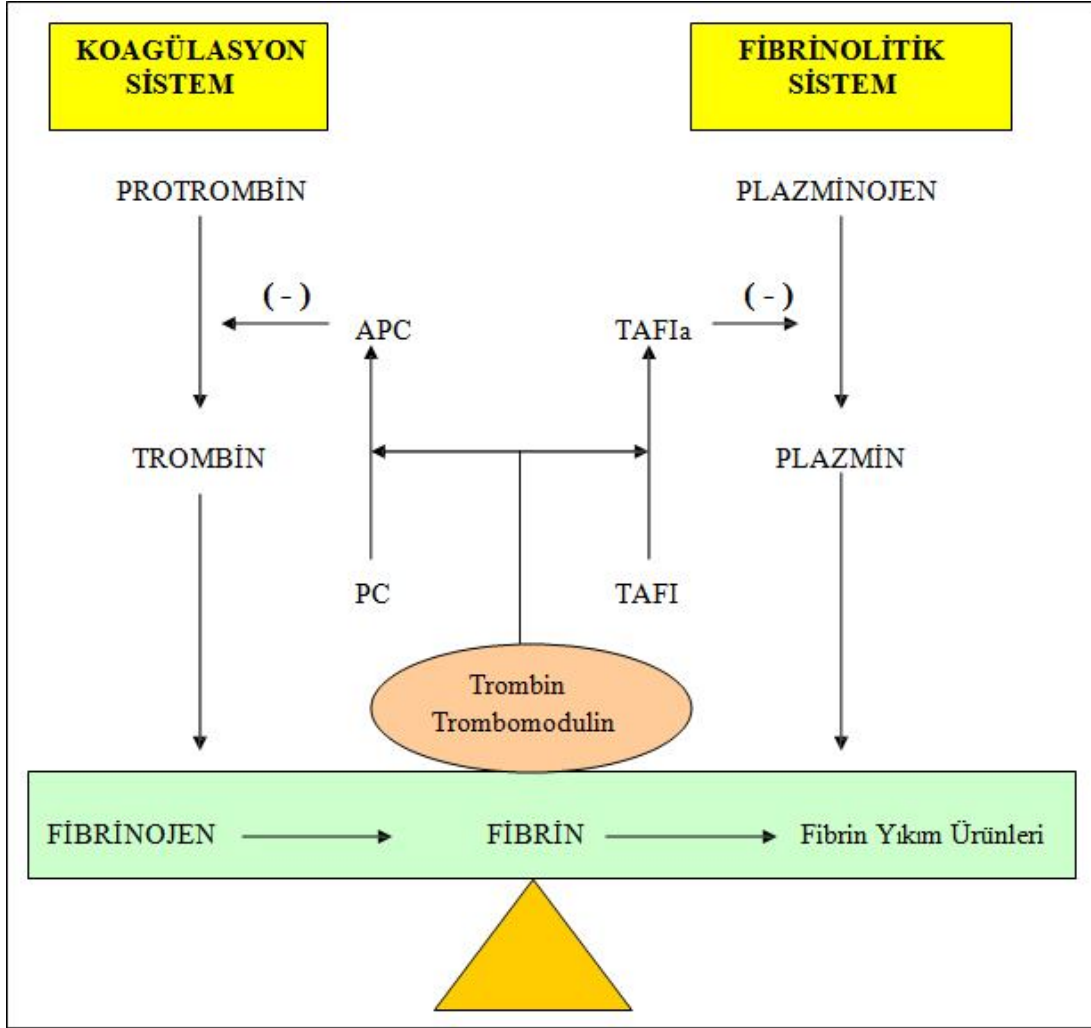 KOAGÜLASYON
SİSTEM
FİBRİNOLİTİK
SİSTEM
PROTROMBİN
PLAZMİNOJEN
( - )
( - )
APC
TAFIa
TROMBİN
PLAZMİN
PC
TAFI
Trombin
Trombomodulin
FİBRİNOJEN
FİBRİN
Fibrin Yıkım Ürünleri